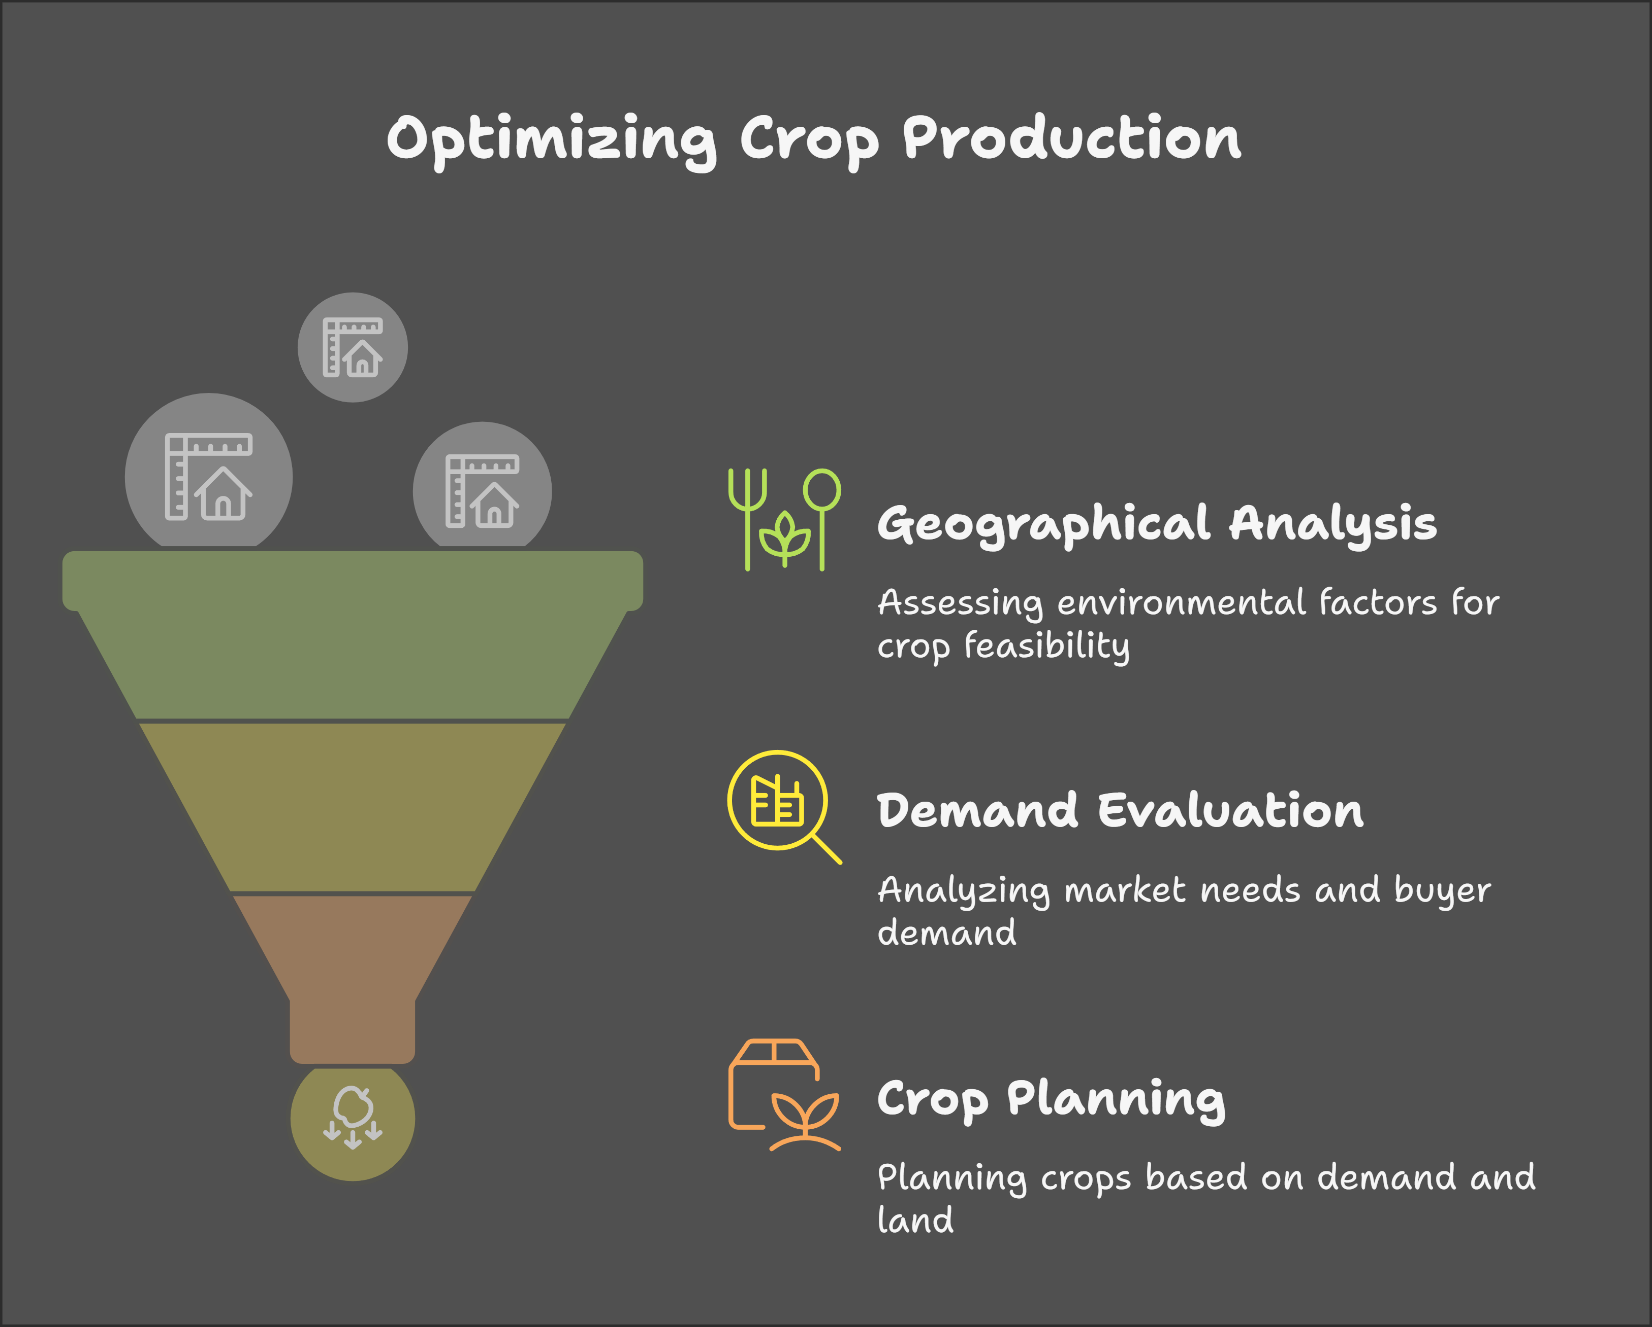 Optimizing Crop Production
Geographical Analysis
Assessing environmental factors for
crop feasibility
Demand Evaluation
Analyzing market needs and buyer
demand
Crop Planning
Planning crops based on demand and
land